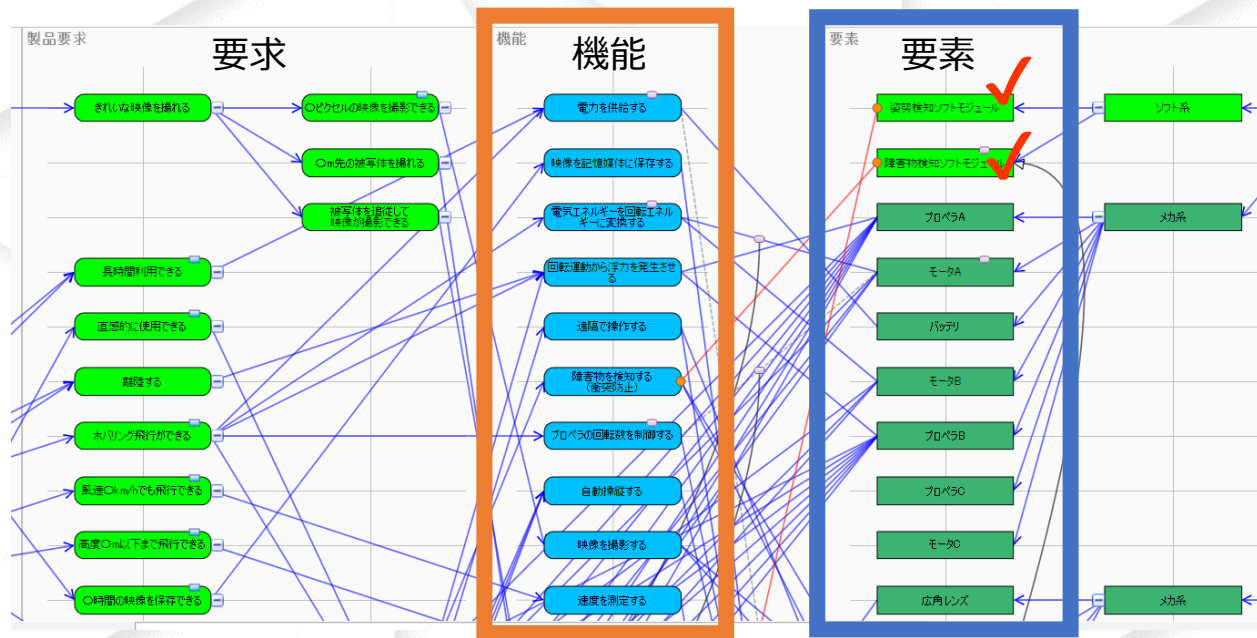 製品要求
要求
機能
機能
要素
要素
きれいな映像を撮れる
〇ピクセルの映像を撮影できる
〇m先の被写体を撮れる
被写体を追従して
映像が撮影できる
長時間利用できる
直感的に使用できる
離陸する
ホバリング飛行ができる
風速〇km/hでも飛行できる
高度〇m以下まで飛行できる
〇時間の映像を保存できる
電力を供給する
映像を記憶媒体に保存する
電気エネルギーを回転エネル
ギーに変換する
回転運動から浮力を発生させ
る
遠隔で操作する
障害物を検知する
(衝突防止)
プロペラの回転数を制御する
自動操縦する
映像を撮影する
速度を測定する
姿勢検知ソフトモジュール
障害物検知ソフトモジュール
プロペラA
モータA
バッテリ
モータB
プロペラB
プロペラC
モータC
広角レンズ
ソフト系
メカ系
メカ系